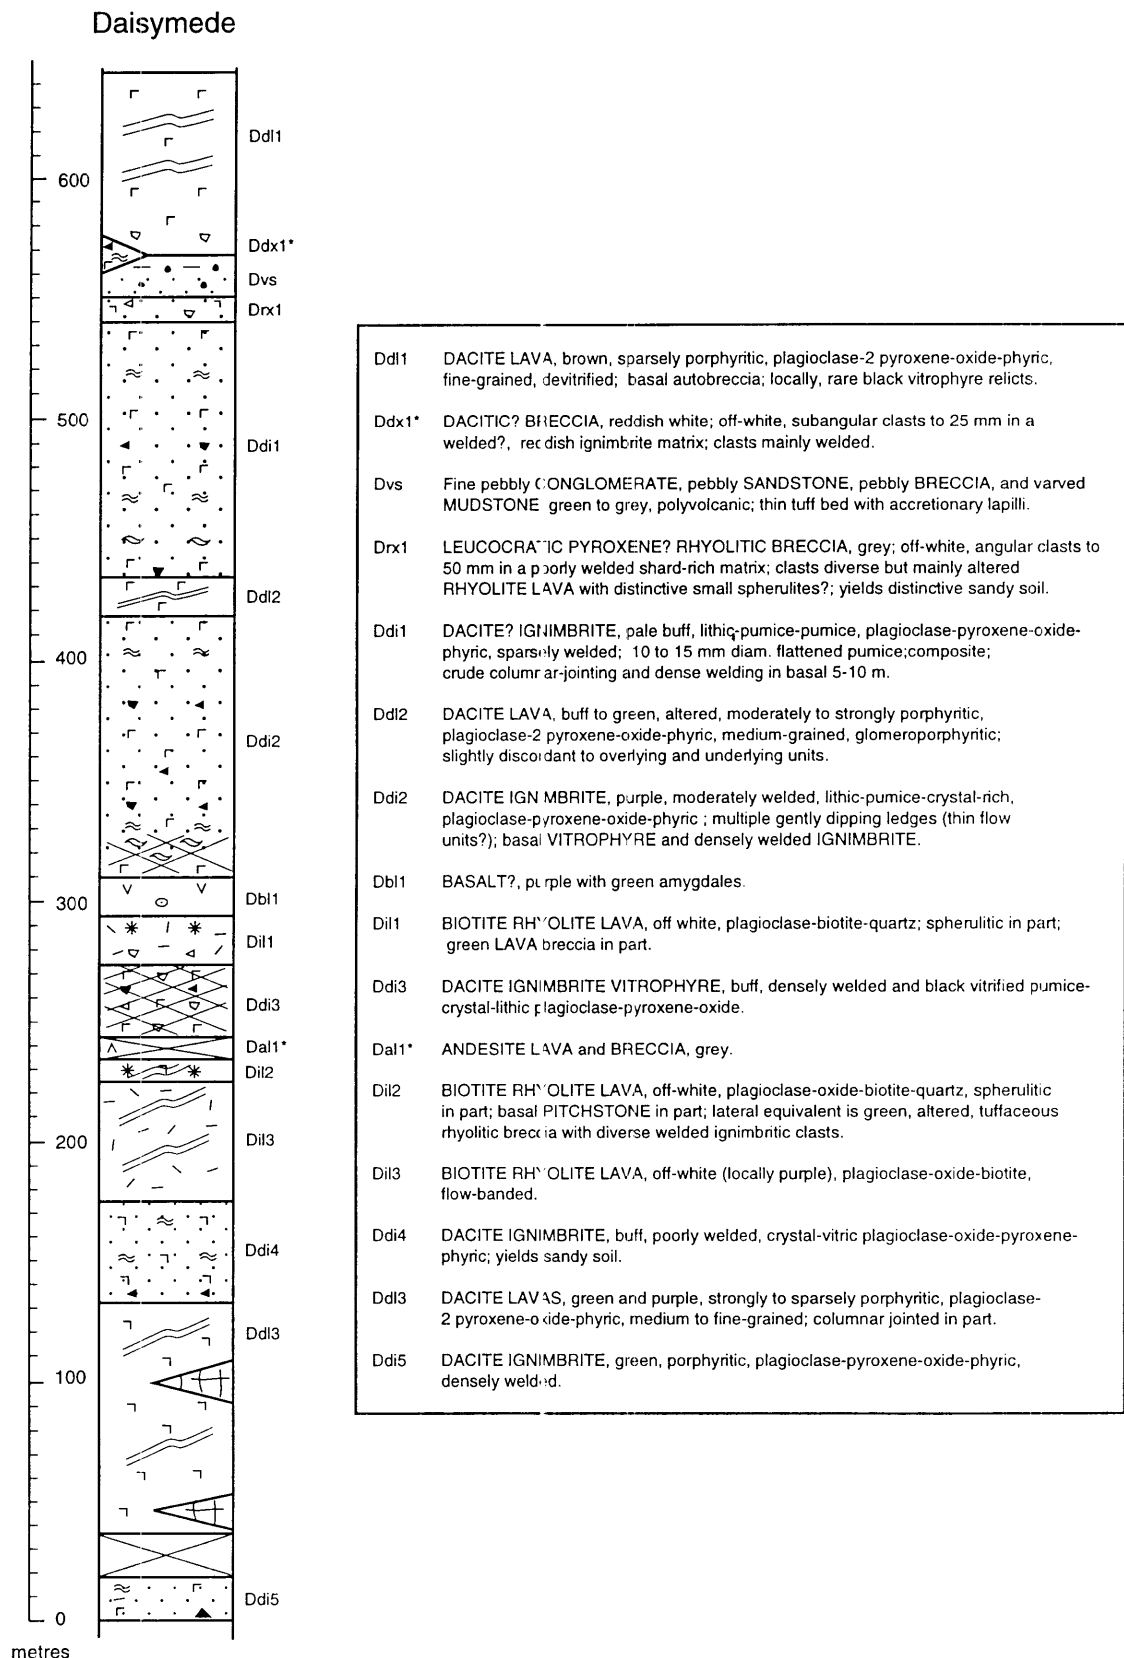 Daisymede
Ddl1
600
Ddx1*
Dvs
Drx1
500
Ddi1
Ddl2
400
Ddi2
300
Dbl1
Dil1
Ddi3
Dal1*
Dil2
200
Dil3
Ddi4
Ddl3
100
Ddi5
0
metres
Ddl1 DACITE LAVA, brown, sparsely porphyritic, plagioclase-2 pyroxene-oxide-phyric,
fine-grained, devitrified; basal autobreccia; locally, rare black vitrophyre relicts.
Ddx1* DACITIC? BRECCIA, reddish white; off-white, subangular clasts to 25 mm in a
welded?, reddish ignimbrite matrix; clasts mainly welded.
Dvs Fine pebbly CONGLOMERATE, pebbly SANDSTONE, pebbly BRECCIA, and varved
MUDSTONE green to grey, polyvolcanic; thin tuff bed with accretionary lapilli.
Drx1 LEUCOCRATIC PYROXENE? RHYOLITIC BRECCIA, grey; off-white, angular clasts to
50 mm in a poorly welded shard-rich matrix; clasts diverse but mainly altered
RHYOLITE LAVA with distinctive small spherulites?; yields distinctive sandy soil.
Ddi1 DACITE? IGNIMBRITE, pale buff, lithic-pumice-pumice, plagioclase-pyroxene-oxide-
phyric, sparsely welded; 10 to 15 mm diam. flattened pumice;composite;
crude columnar-jointing and dense welding in basal 5-10 m.
Ddl2 DACITE LAVA, buff to green, altered, moderately to strongly porphyritic,
plagioclase-2 pyroxene-oxide-phyric, medium-grained, glomeroporphyritic;
slightly discordant to overlying and underlying units.
Ddi2 DACITE IGNIMBRITE, purple, moderately welded, lithic-pumice-crystal-rich,
plagioclase-pyroxene-oxide-phyric ; multiple gently dipping ledges (thin flow
units?); basal VITROPHYRE and densely welded IGNIMBRITE.
Dbl1 BASALT?, purple with green amygdales.
Dil1 BIOTITE RHYOLITE LAVA, off white, plagioclase-biotite-quartz; spherulitic in part;
green LAVA breccia in part.
Ddi3 DACITE IGNIMBRITE VITROPHYRE, buff, densely welded and black vitrified pumice-
crystal-lithic plagioclase-pyroxene-oxide.
Dal1* ANDESITE LAVA and BRECCIA, grey.
Dil2 BIOTITE RHYOLITE LAVA, off-white, plagioclase-oxide-biotite-quartz, spherulitic
in part; basal PITCHSTONE in part; lateral equivalent is green, altered, tuffaceous
rhyolitic breccia with diverse welded ignimbritic clasts.
Dil3 BIOTITE RHYOLITE LAVA, off-white (locally purple), plagioclase-oxide-biotite,
flow-banded.
Ddi4 DACITE IGNIMBRITE, buff, poorly welded, crystal-vitric plagioclase-oxide-pyroxene-
phyric; yields sandy soil.
Ddl3 DACITE LAVAS, green and purple, strongly to sparsely porphyritic, plagioclase-
2 pyroxene-oxide-phyric, medium to fine-grained; columnar jointed in part.
Ddi5 DACITE IGNIMBRITE, green, porphyritic, plagioclase-pyroxene-oxide-phyric,
densely welded.